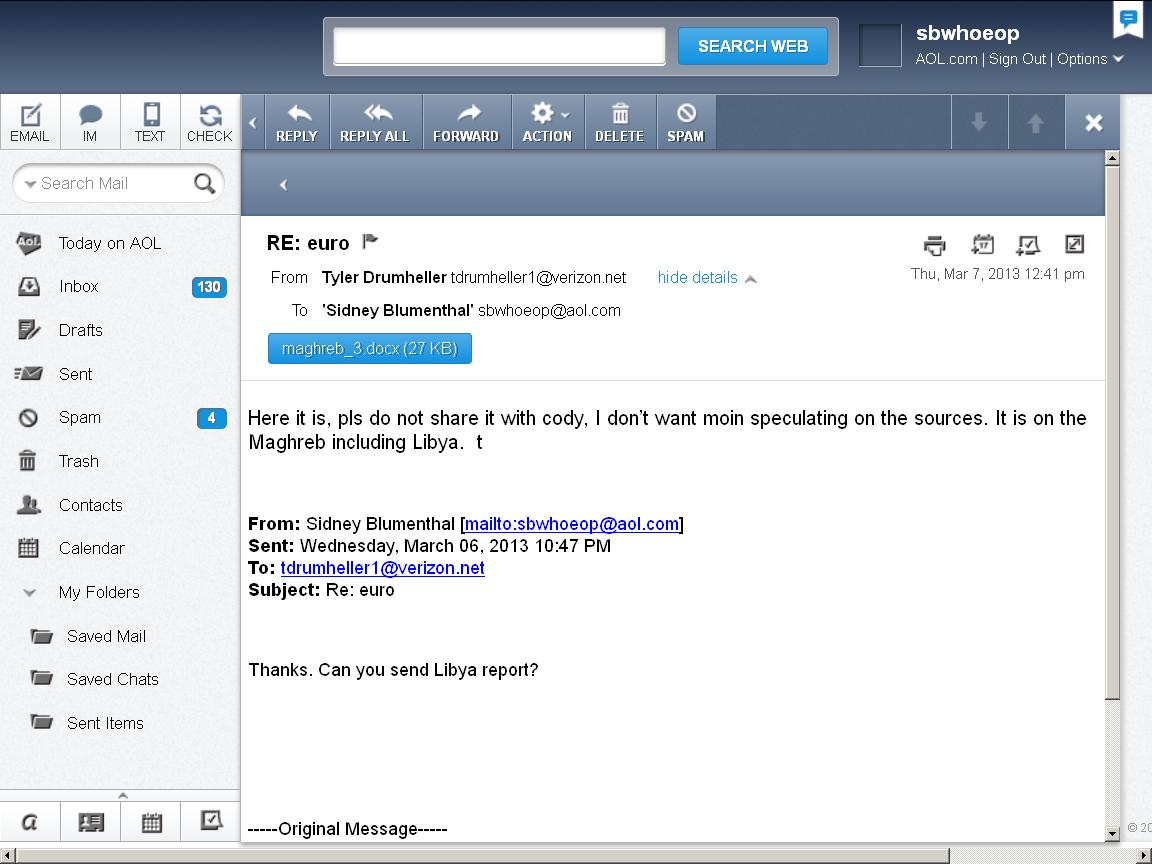 sbwhoeop
SEARCH WEB
AOL.com | Sign Out | Options
EMAIL IM TEXT CHECK
REPLY REPLY ALL FORWARD ACTION DELETE SPAM
Search Mail
Today on AOL
Inbox 130
Drafts
Sent
Spam 4
Trash
Contacts
Calendar
My Folders
Saved Mail
Saved Chats
Sent Items
RE: euro
From Tyler Drumheller tdrumheller1@verizon.net hide details
Thu, Mar 7, 2013 12:41 pm
To 'Sidney Blumenthal' sbwhoeop@aol.com
maghreb_3.docx (27 KB)
Here it is, pls do not share it with cody, I don't want moin speculating on the sources. It is on the
Maghreb including Libya.  t
From: Sidney Blumenthal [mailto:sbwhoeop@aol.com]
Sent: Wednesday, March 06, 2013 10:47 PM
To: tdrumheller1@verizon.net
Subject: Re: euro
Thanks. Can you send Libya report?
-----Original Message-----
© 20